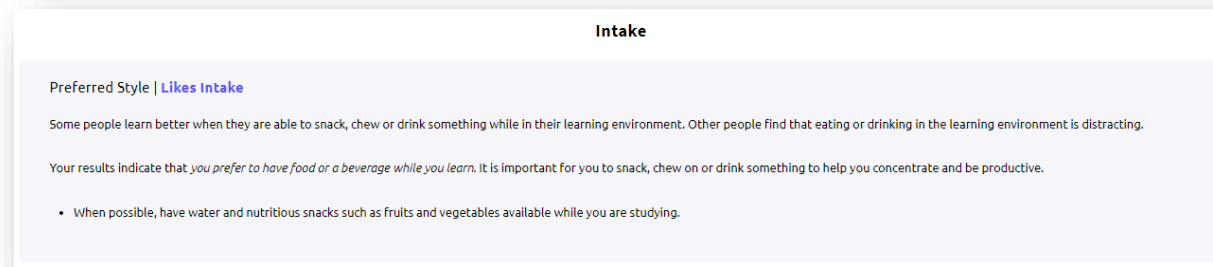 Intake
Preferred Style | Likes Intake
Some people learn better when they are able to snack, chew or drink something while in their learning environment. Other people find that eating or drinking in the learning environment is distracting.
Your results indicate that you prefer to have food or a beverage while you learn. It is important for you to snack, chew on or drink something to help you concentrate and be productive.
• When possible, have water and nutritious snacks such as fruits and vegetables available while you are studying.